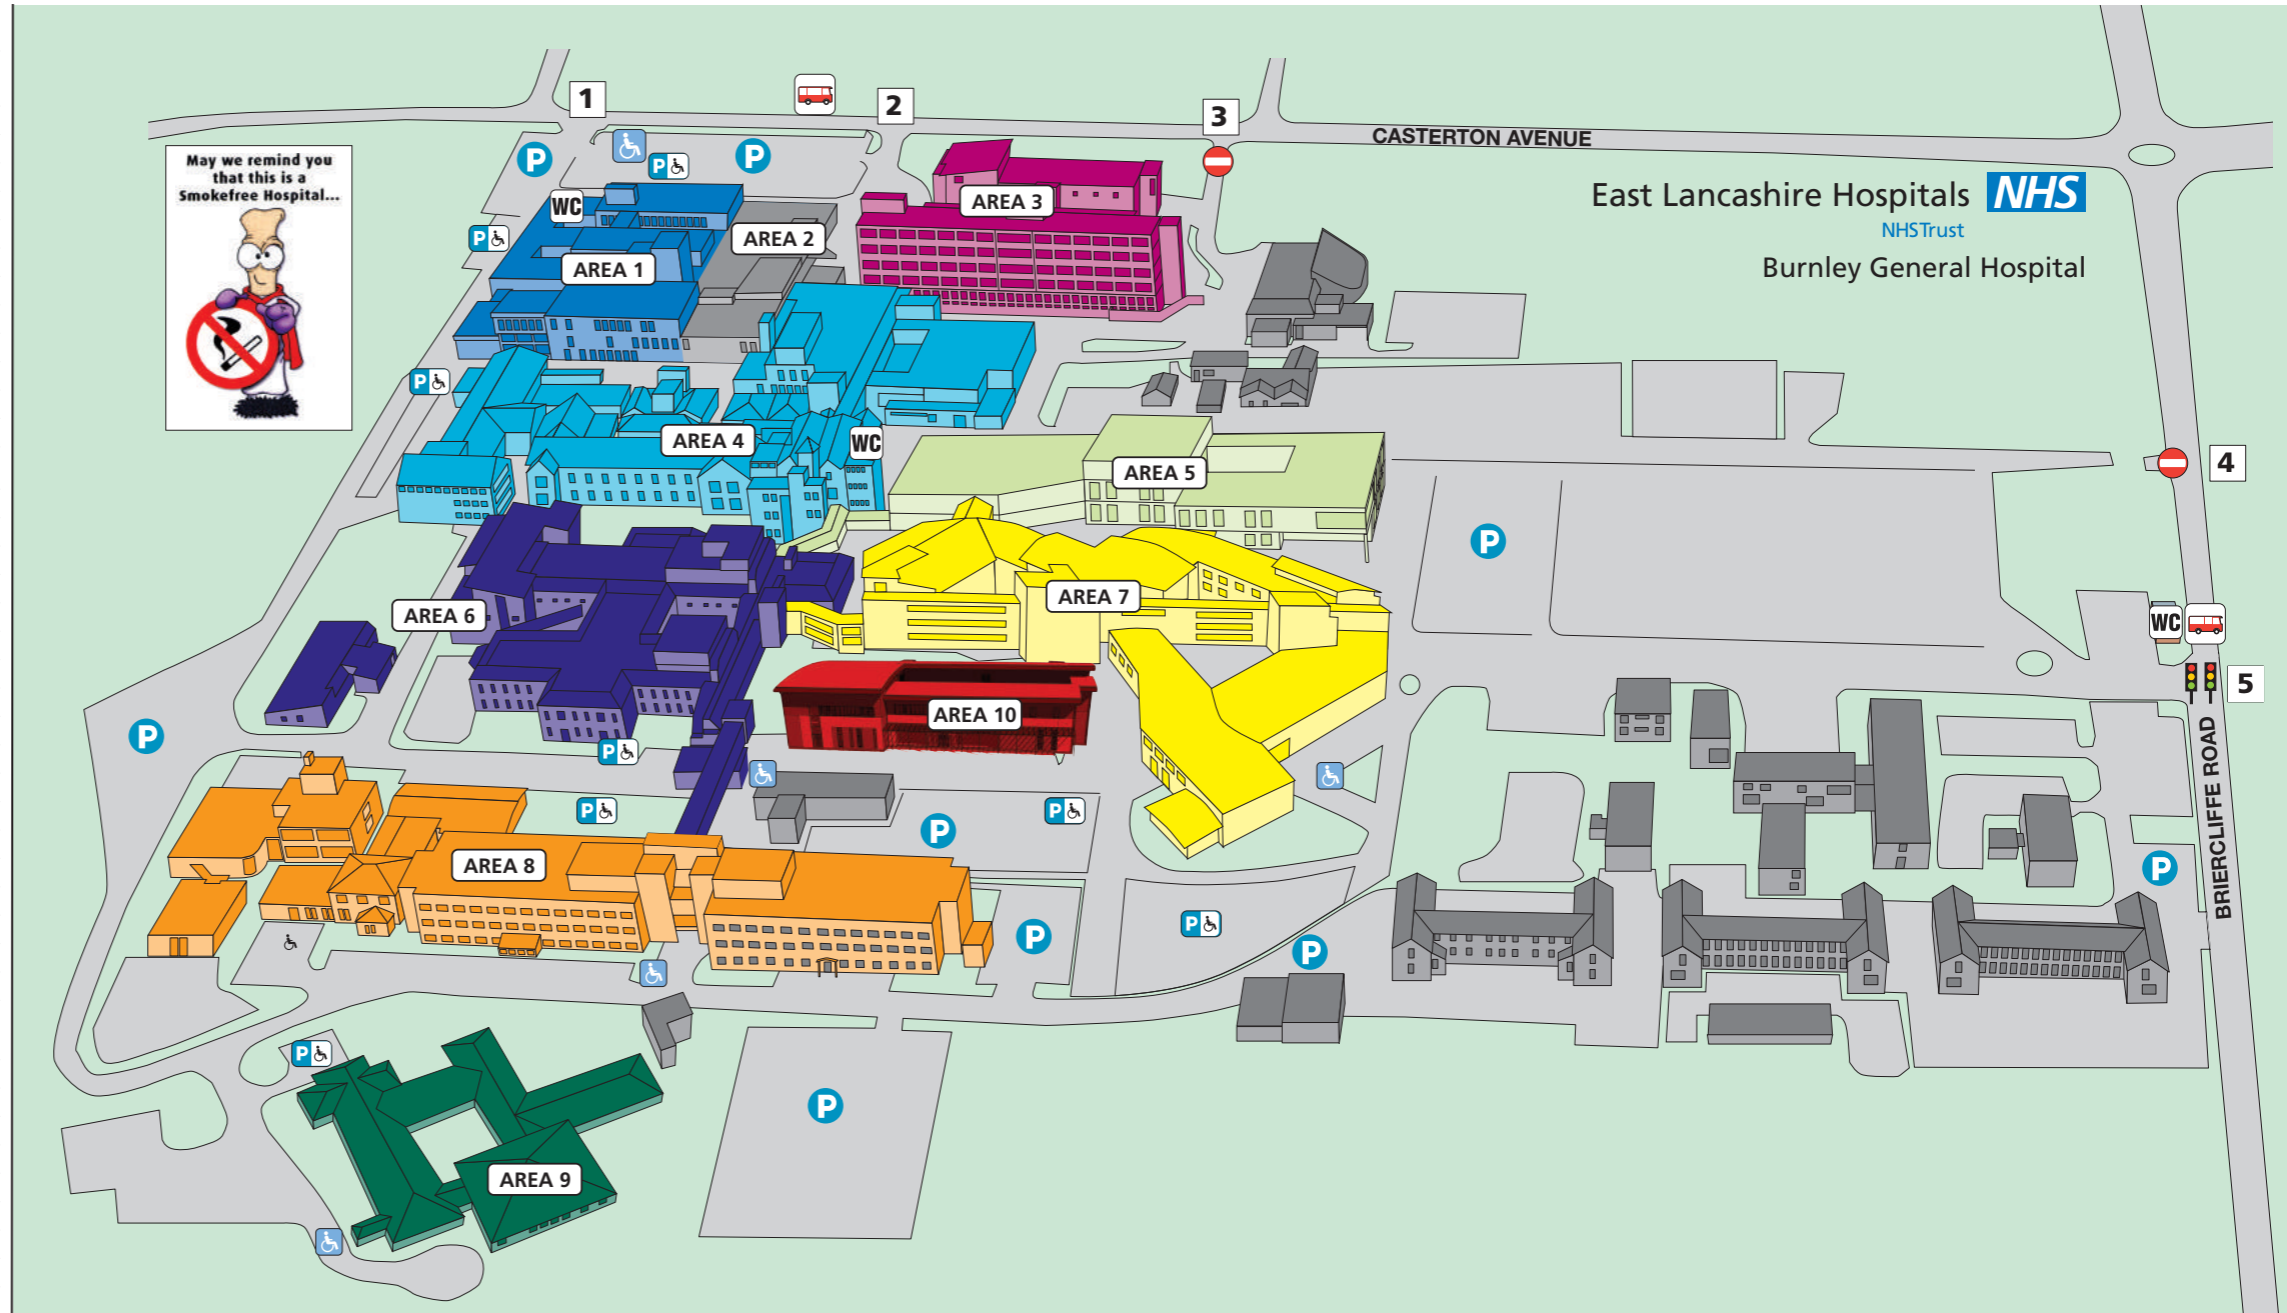 1
2
3
CASTERTON AVENUE
May we remind you
that this is a
Smokefree Hospital...
P
P
P
WC
East Lancashire Hospitals NHS
NHSTrust
Burnley General Hospital
AREA 3
P
AREA 2
AREA 1
P
AREA 4
WC
AREA 5
4
P
AREA 7
AREA 6
WC
5
P
AREA 10
P
BRIERCLIFFE ROAD
P
P
P
AREA 8
P
P
P
P
P
P
P
AREA 9